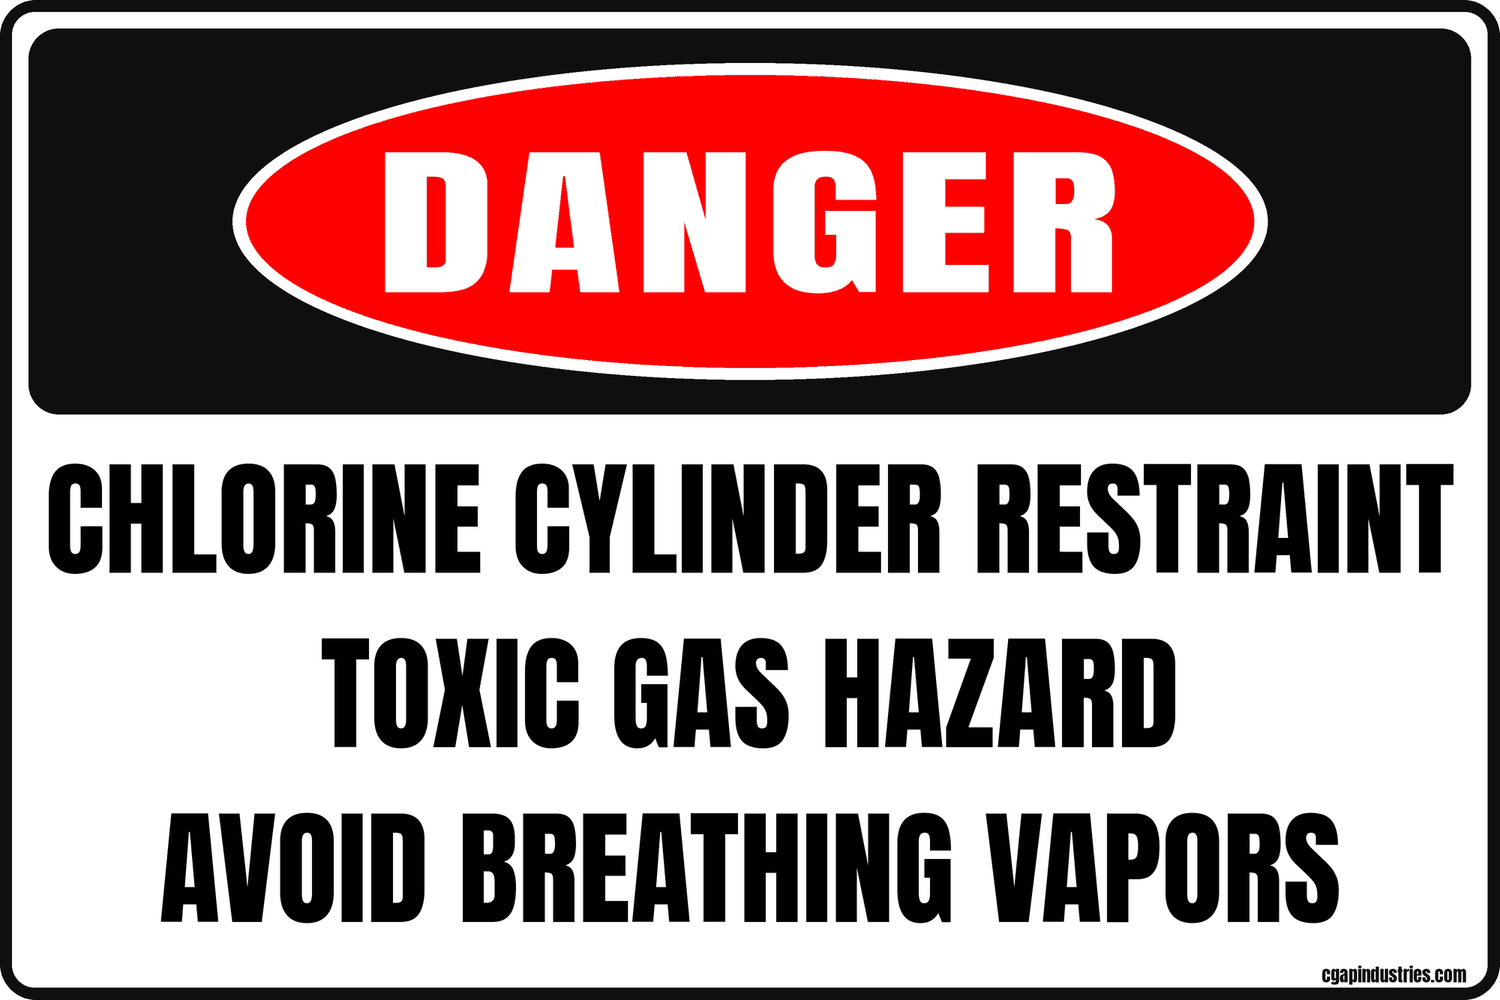 DANGER
CHLORINE CYLINDER RESTRAINT
TOXIC GAS HAZARD
AVOID BREATHING VAPORS
cgapindustries.com